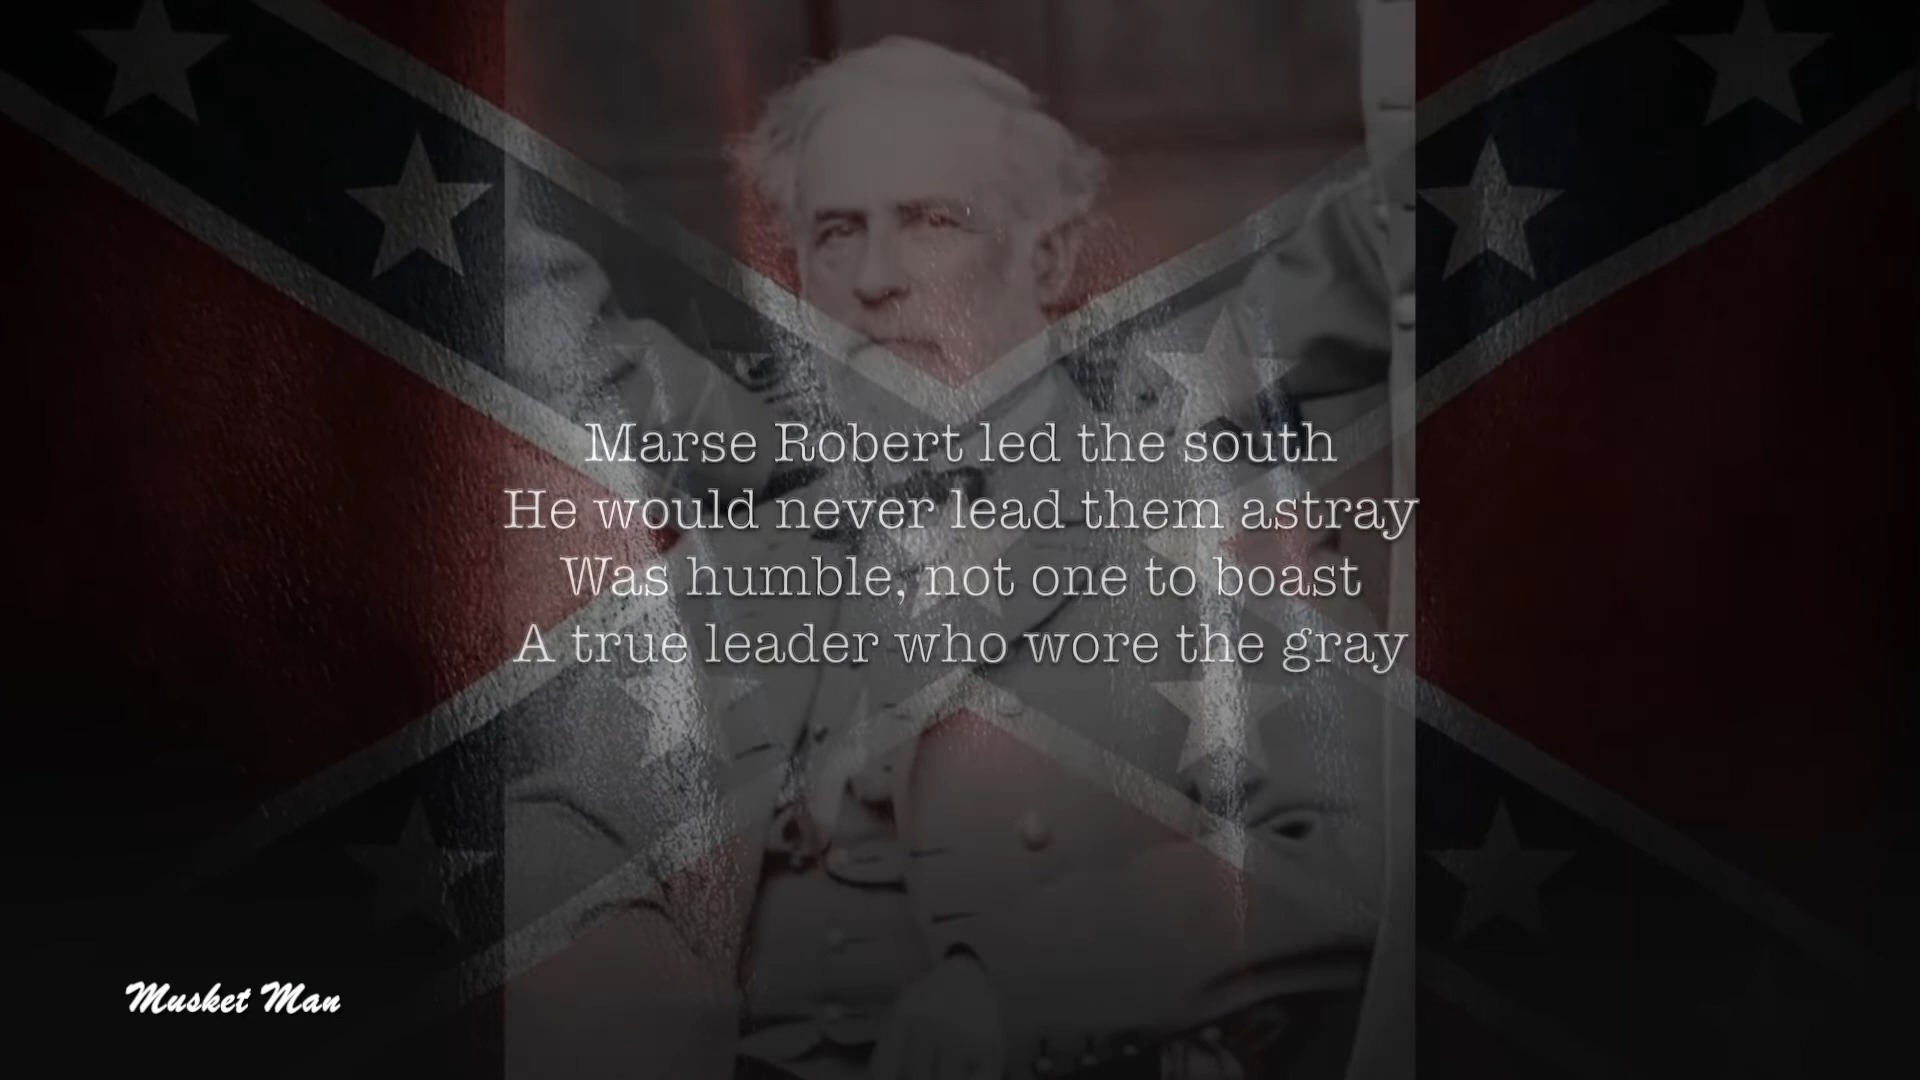 Marse Robert led the south
He would never lead them astray
Was humble, not one to boast
A true leader who wore the gray
Musket Man